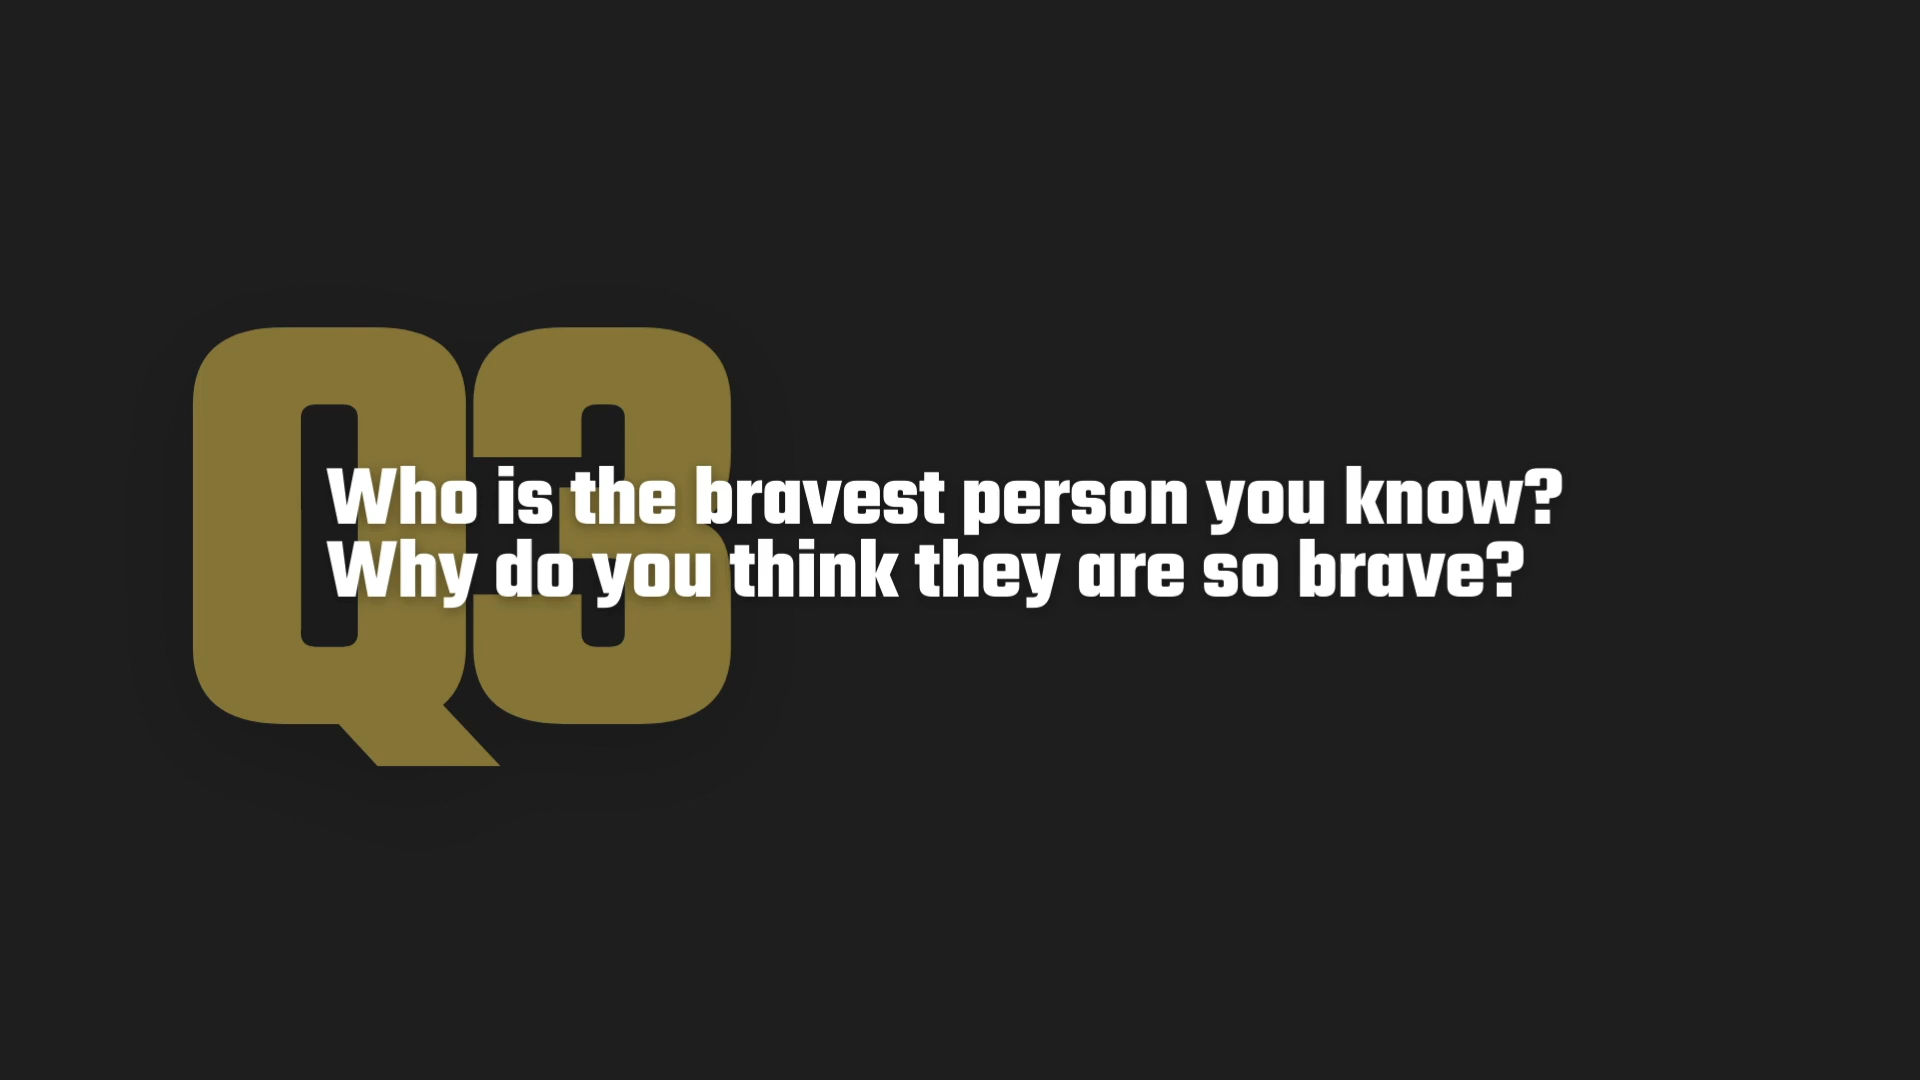 Q3
Who is the bravest person you know?
Why do you think they are so brave?